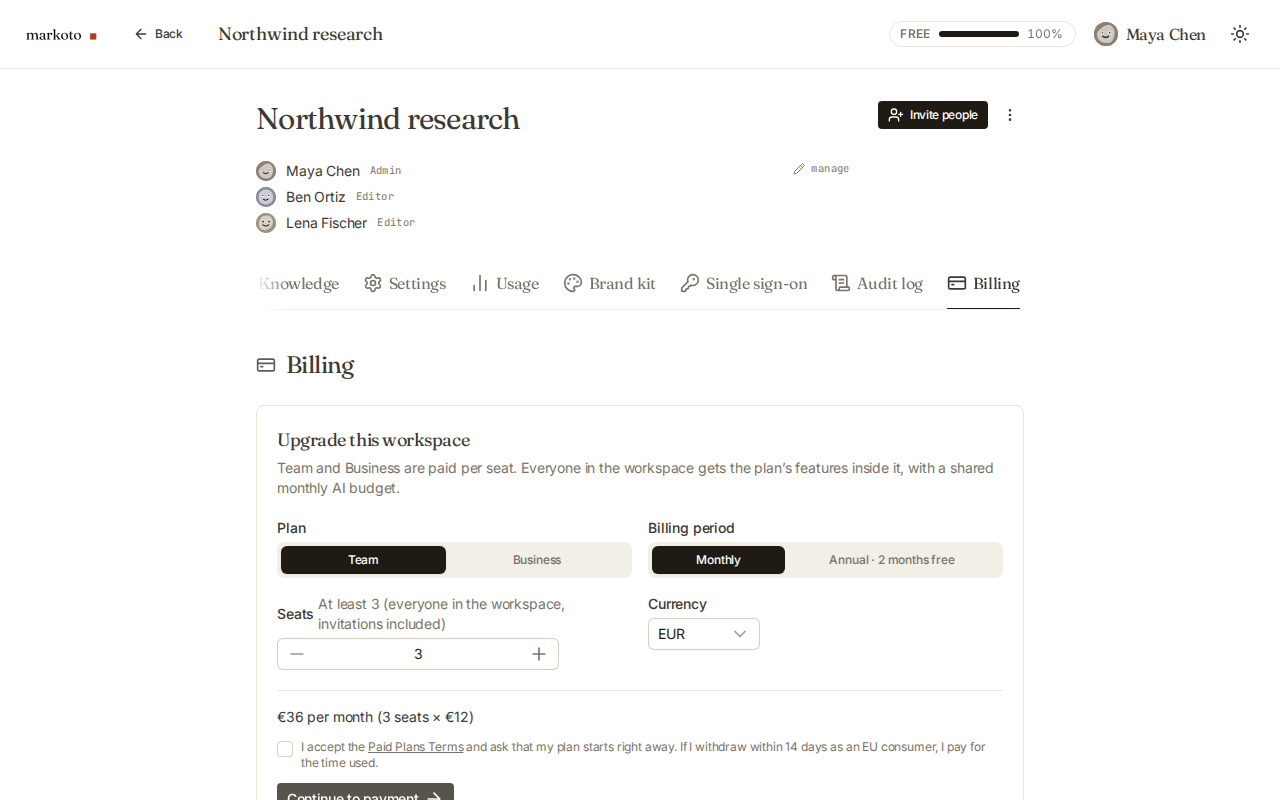 markoto
Back
Northwind research
FREE 100%
Maya Chen
Northwind research
Invite people
Maya Chen Admin
manage
Ben Ortiz Editor
Lena Fischer Editor
Knowledge Settings Usage Brand kit Single sign-on Audit log Billing
Billing
Upgrade this workspace
Team and Business are paid per seat. Everyone in the workspace gets the plan’s features inside it, with a shared
monthly AI budget.
Plan
Team Business
Billing period
Monthly Annual · 2 months free
Seats At least 3 (everyone in the workspace,
invitations included)
3
Currency
EUR
€36 per month (3 seats × €12)
I accept the Paid Plans Terms and ask that my plan starts right away. If I withdraw within 14 days as an EU consumer, I pay for
the time used.
Continue to payment